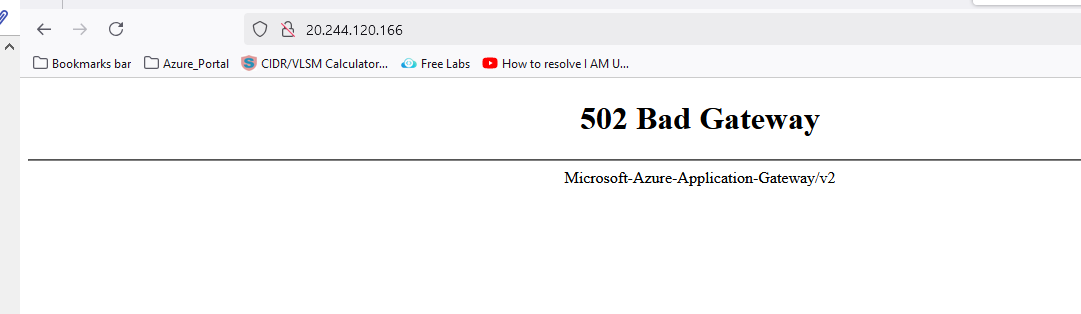 20.244.120.166
Bookmarks bar Azure_Portal CIDR/VLSM Calculator... Free Labs How to resolve I AM U...
502 Bad Gateway
Microsoft-Azure-Application-Gateway/v2